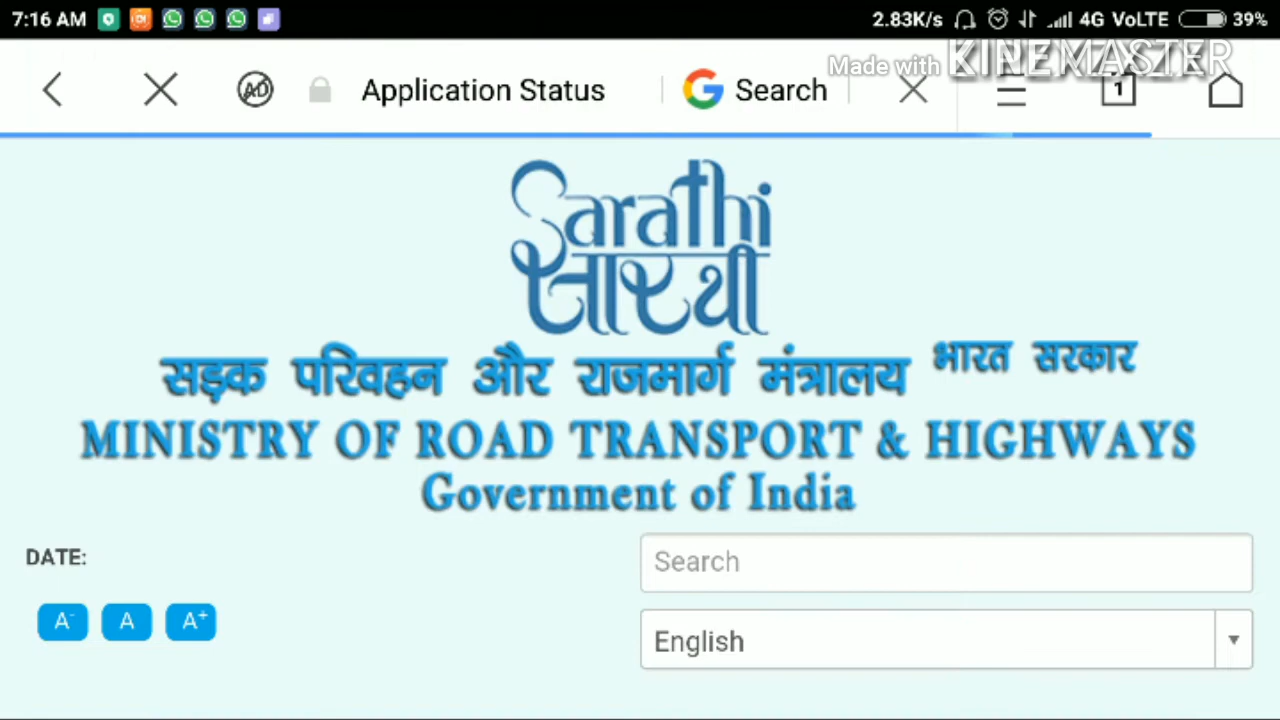 7:16 AM 2.83K/s 4G VoLTE 39%
Made with KINEMASTER
Application Status Search 1
Sarathi
सारथी
सड़क परिवहन और राजमार्ग मंत्रालय भारत सरकार
MINISTRY OF ROAD TRANSPORT & HIGHWAYS
Government of India
DATE: Search
A- A A+ English